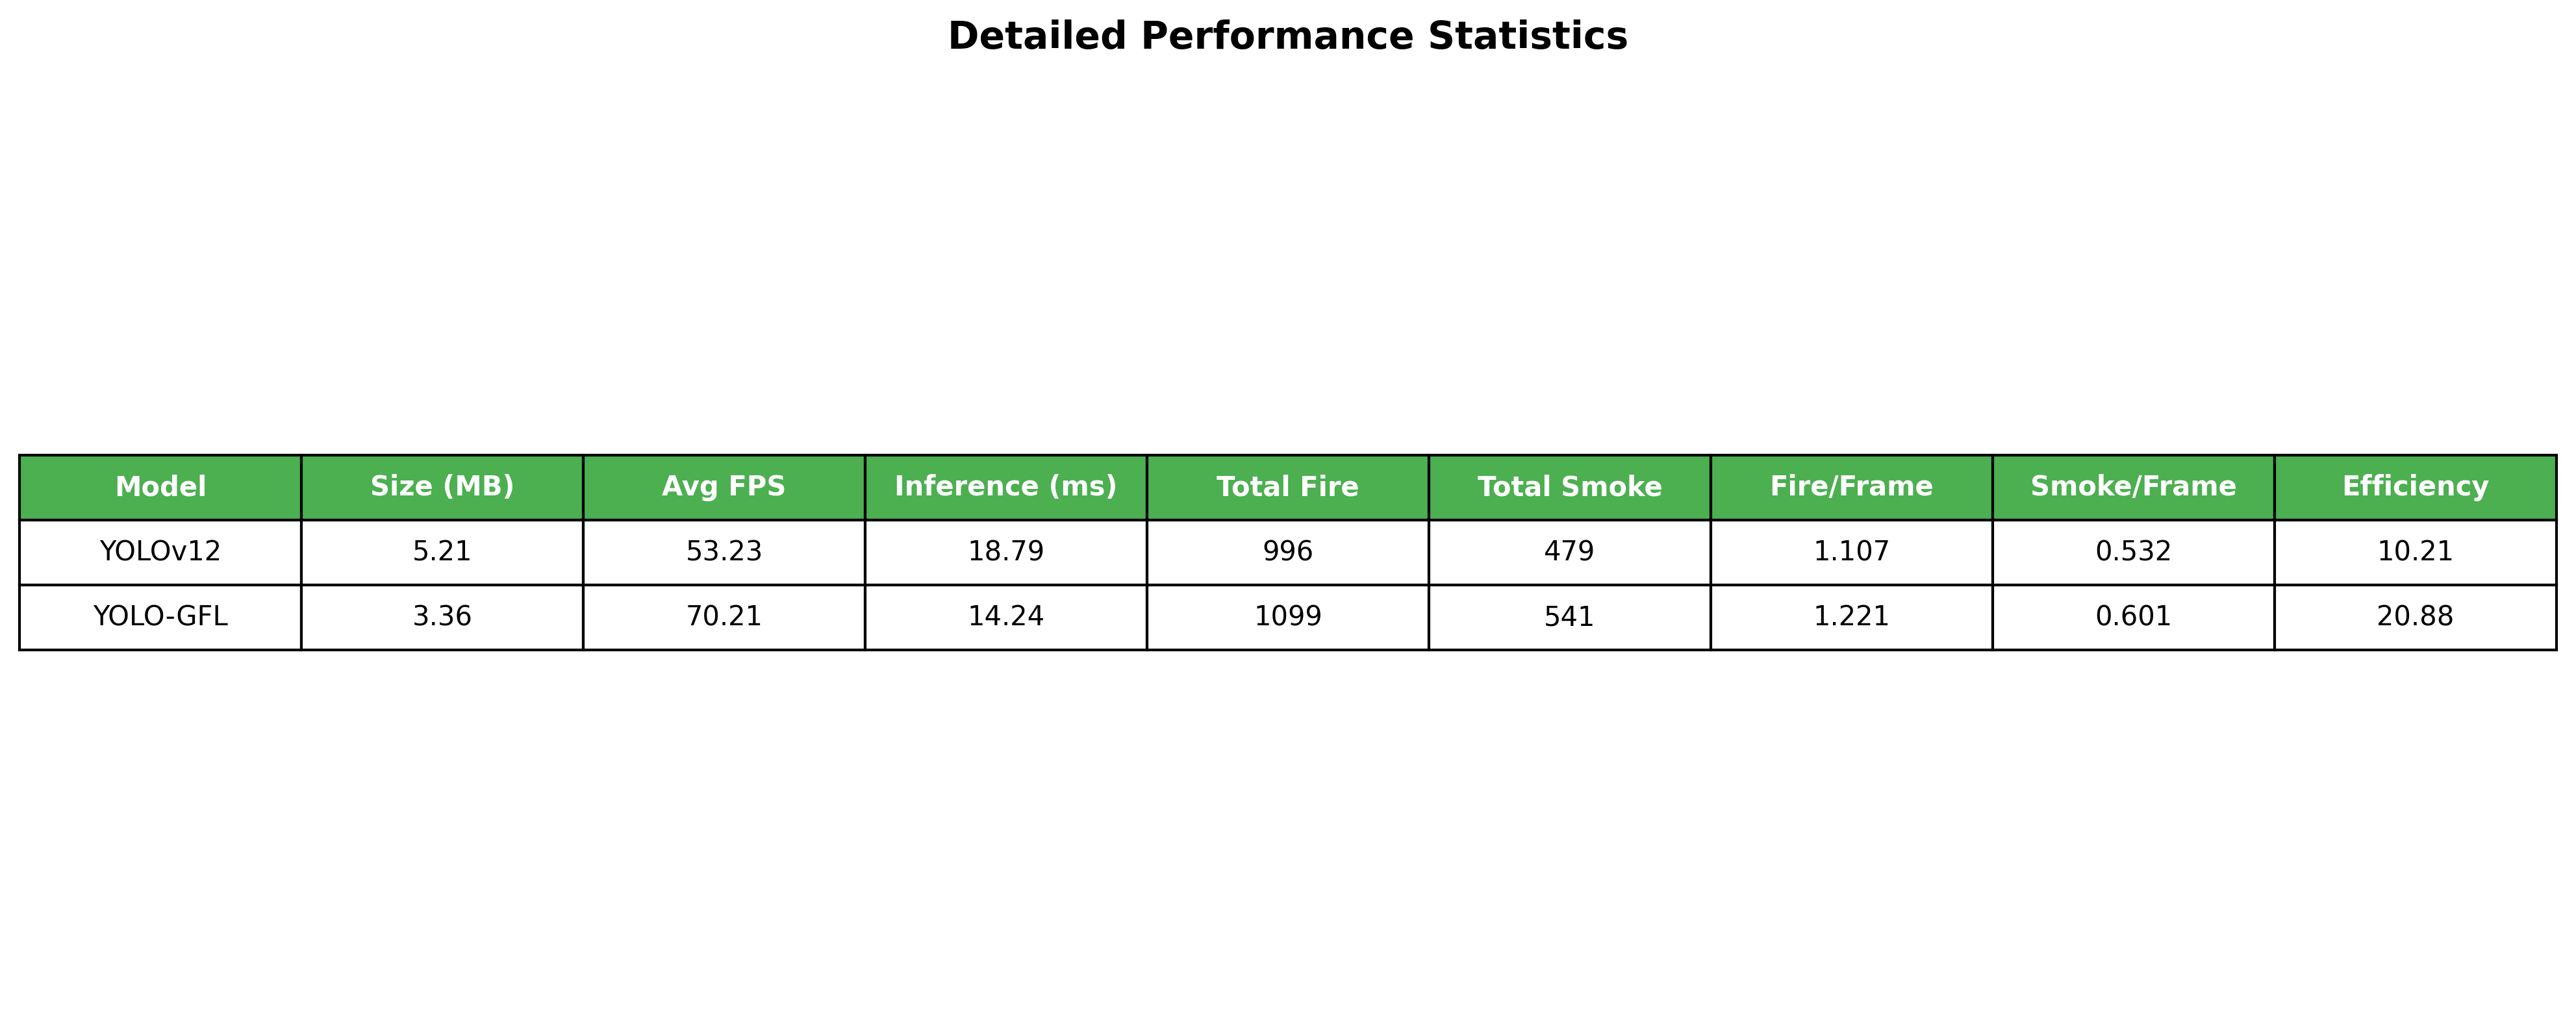 Detailed Performance Statistics
Model Size (MB) Avg FPS Inference (ms) Total Fire Total Smoke Fire/Frame Smoke/Frame Efficiency
YOLOv12 5.21 53.23 18.79 996 479 1.107 0.532 10.21
YOLO-GFL 3.36 70.21 14.24 1099 541 1.221 0.601 20.88